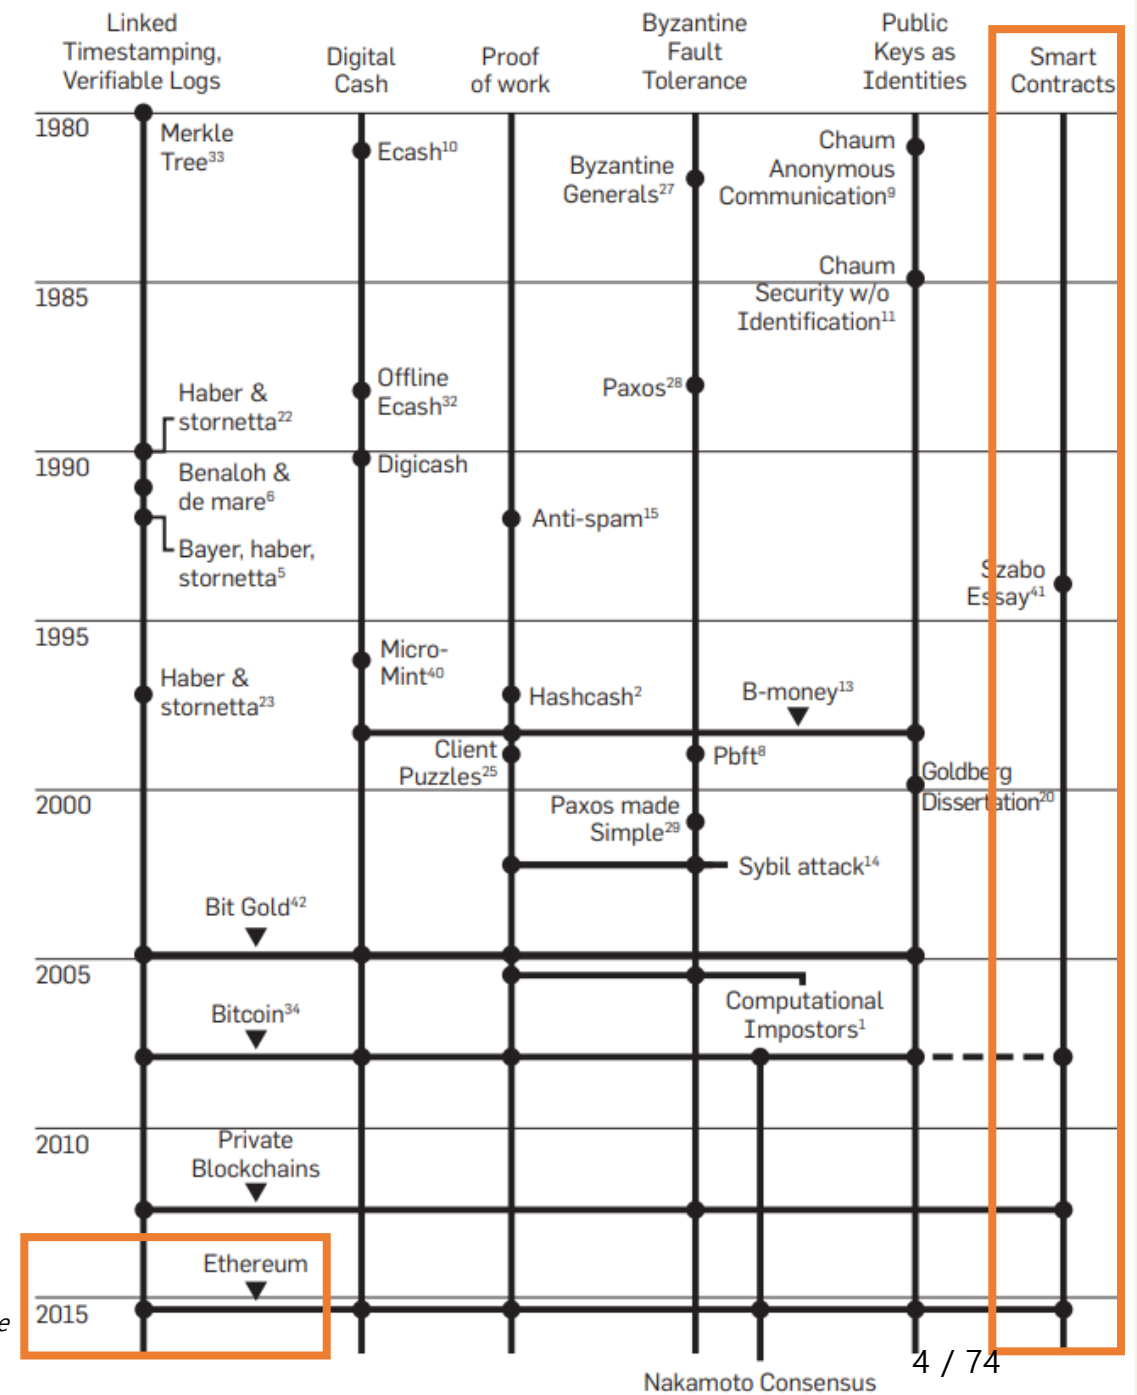 Linked
Timestamping,
Verifiable Logs
Digital
Cash
Proof
of work
Byzantine
Fault
Tolerance
Public
Keys as
Identities
Smart
Contracts
1980
Merkle
Tree³³
Ecash¹⁰
Byzantine
Generals²⁷
Chaum
Anonymous
Communication⁹
1985
Chaum
Security w/o
Identification¹¹
Haber &
stornetta²²
Offline
Ecash³²
Paxos²⁸
1990
Digicash
Benaloh &
de mare⁶
Anti-spam¹⁵
Bayer, haber,
stornetta⁵
Szabo
Essay⁴¹
1995
Micro-
Mint⁴⁰
Haber &
stornetta²³
Hashcash²
B-money¹³
Client
Puzzles²⁵
Pbft⁸
Goldberg
Dissertation²⁰
2000
Paxos made
Simple²⁹
Sybil attack¹⁴
Bit Gold⁴²
2005
Computational
Impostors¹
Bitcoin³⁴
2010
Private
Blockchains
Ethereum
2015
e
4 / 74
Nakamoto Consensus